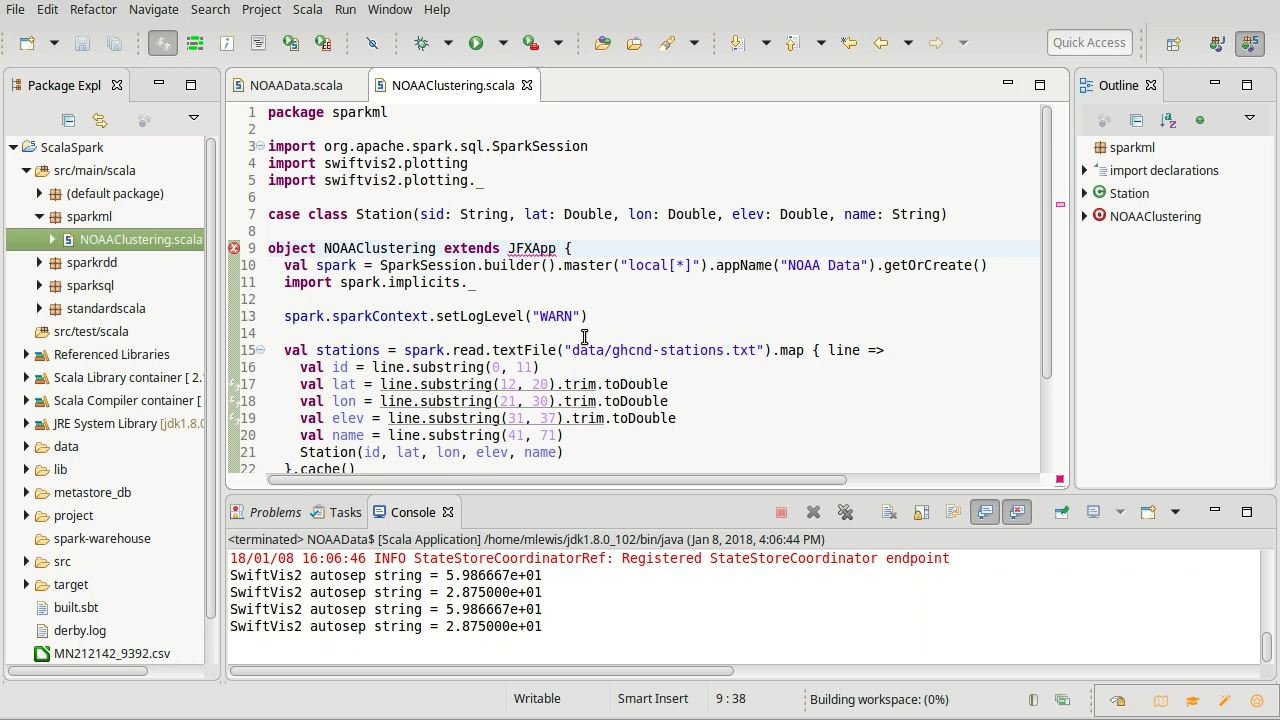 File Edit Refactor Navigate Search Project Scala Run Window Help
Quick Access
Package Expl
NOAAData.scala
NOAAClustering.scala
Outline
ScalaSpark
src/main/scala
(default package)
sparkml
NOAAClustering.scala
sparkrdd
sparksql
standardscala
src/test/scala
Referenced Libraries
Scala Library container [ 2.
Scala Compiler container [
JRE System Library [jdk1.8.0
data
lib
metastore_db
project
spark-warehouse
src
target
built.sbt
derby.log
MN212142_9392.csv
1 package sparkml
2
3 import org.apache.spark.sql.SparkSession
4 import swiftvis2.plotting
5 import swiftvis2.plotting._
6
7 case class Station(sid: String, lat: Double, lon: Double, elev: Double, name: String)
8
9 object NOAAClustering extends JFXApp {
10 val spark = SparkSession.builder().master("local[*]").appName("NOAA Data").getOrCreate()
11 import spark.implicits._
12
13 spark.sparkContext.setLogLevel("WARN")
14
15 val stations = spark.read.textFile("data/ghcnd-stations.txt").map { line =>
16 val id = line.substring(0, 11)
17 val lat = line.substring(12, 20).trim.toDouble
18 val lon = line.substring(21, 30).trim.toDouble
19 val elev = line.substring(31, 37).trim.toDouble
20 val name = line.substring(41, 71)
21 Station(id, lat, lon, elev, name)
22 }.cache()
sparkml
import declarations
Station
NOAAClustering
Problems
Tasks
Console
<terminated> NOAAData$ [Scala Application] /home/mlewis/jdk1.8.0_102/bin/java (Jan 8, 2018, 4:06:44 PM)
18/01/08 16:06:46 INFO StateStoreCoordinatorRef: Registered StateStoreCoordinator endpoint
SwiftVis2 autosep string = 5.986667e+01
SwiftVis2 autosep string = 2.875000e+01
SwiftVis2 autosep string = 5.986667e+01
SwiftVis2 autosep string = 2.875000e+01
Writable
Smart Insert
9 : 38
Building workspace: (0%)